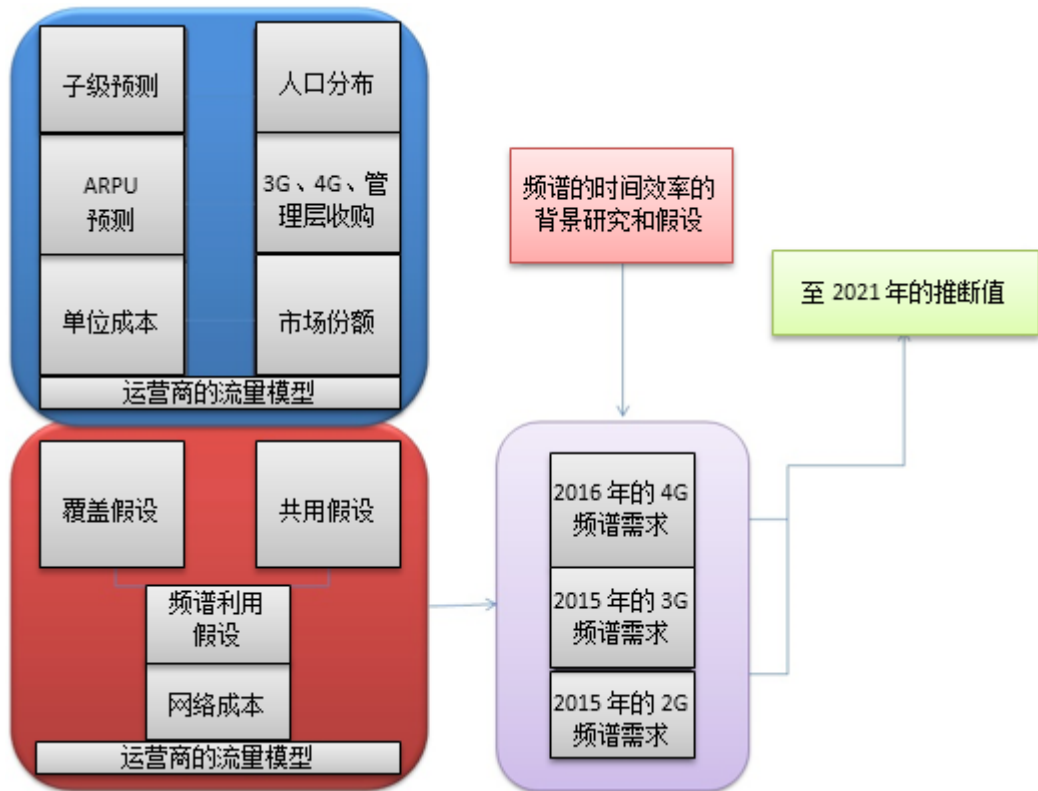 子级预测
人口分布
ARPU
预测
3G、4G、管
理层收购
单位成本
市场份额
运营商的流量模型
覆盖假设
共用假设
频谱利用
假设
网络成本
运营商的流量模型
频谱的时间效率的
背景研究和假设
2016 年的 4G
频谱需求
2015 年的 3G
频谱需求
2015 年的 2G
频谱需求
至 2021 年的推断值